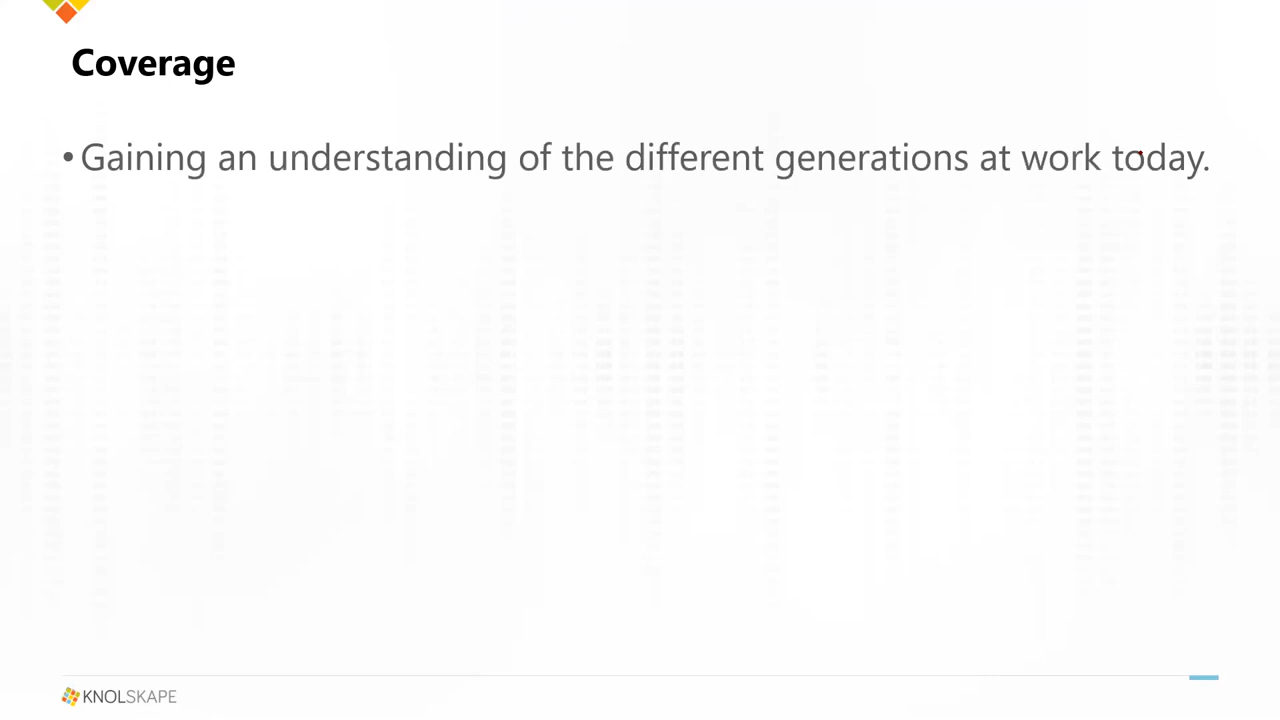 Coverage
• Gaining an understanding of the different generations at work today.
KNOLSKAPE